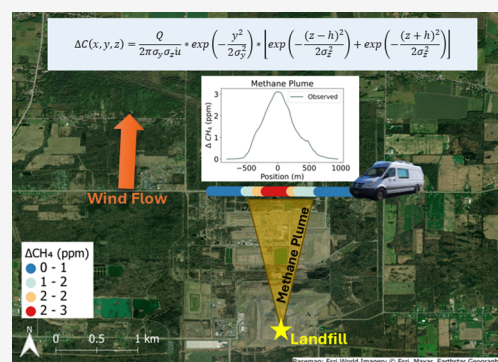 ΔC(x, y, z) = Q / 2πσ_yσ_zū * exp(−y²/2σ_y²) * [exp(−(z − h)²/2σ_z²) + exp(−(z + h)²/2σ_z²)]
Methane Plume
Observed
Δ CH₄ (ppm)
3
2
1
0
−500 0 500 1000
Position (m)
Wind Flow
Methane Plume
ΔCH₄ (ppm)
0 - 1
1 - 2
2 - 2
2 - 3
Landfill
N
0 0.5 1 km
Basemap: Esri World Imagery © Esri, Maxar, Earthstar Geograph